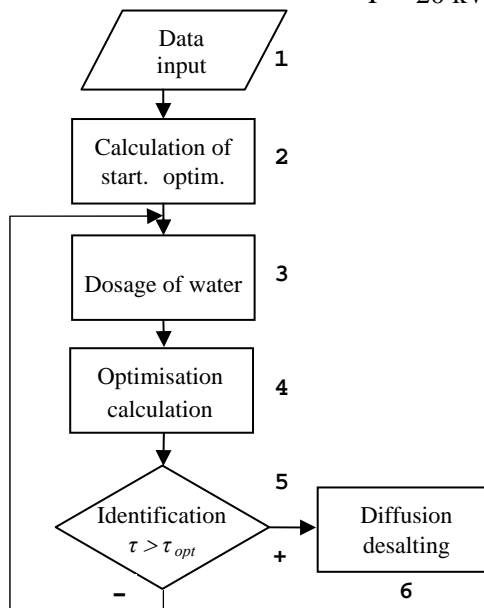 Data
input
1
Calculation of
start. optim.
2
Dosage of water
3
Optimisation
calculation
4
5
Identification
τ > τ opt
+
-
Diffusion
desalting
6